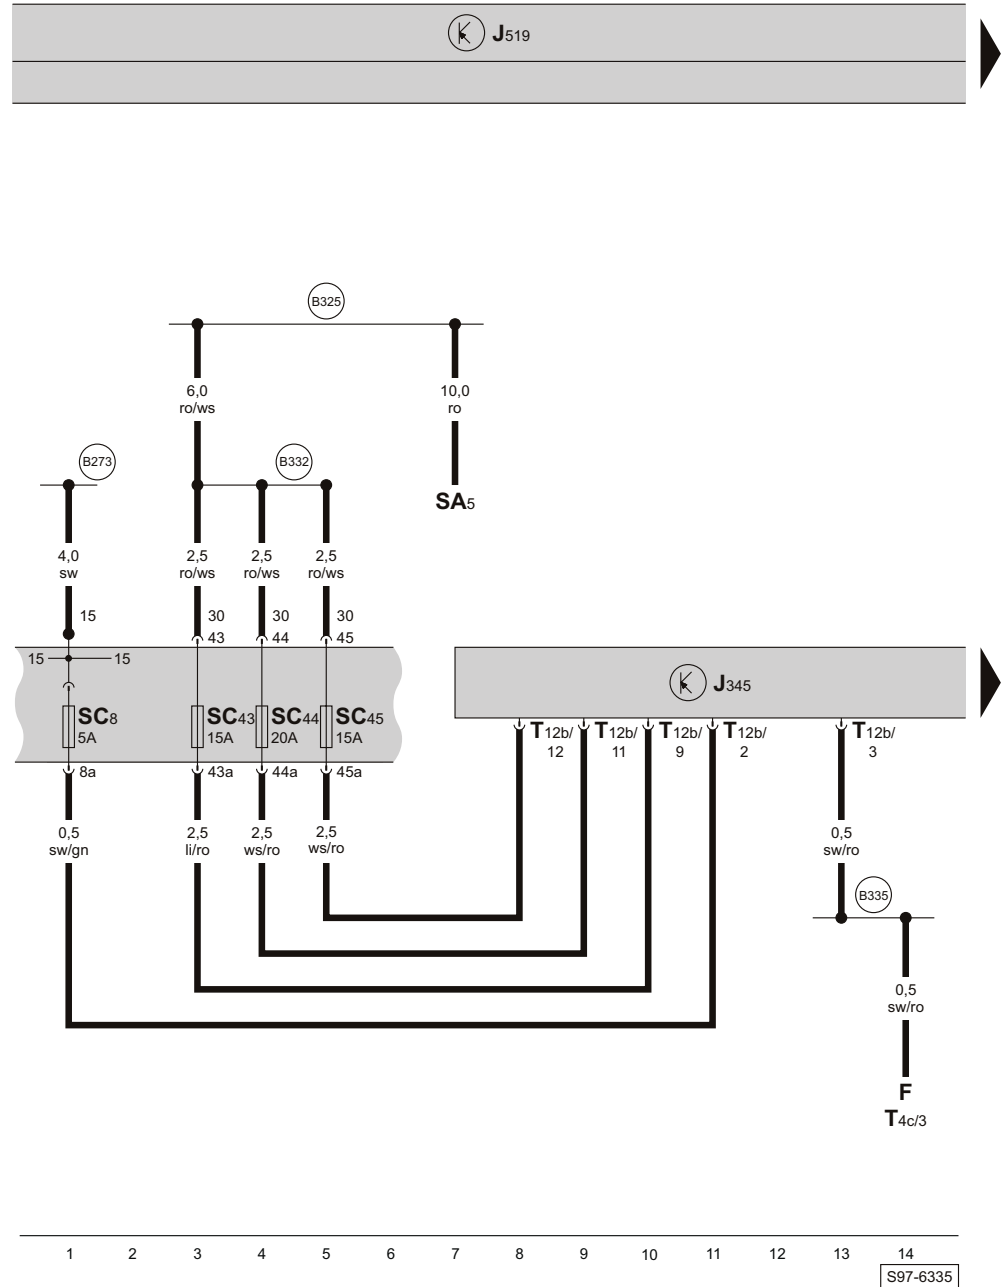 J519
B325
6,0 10,0
ro/ws ro
B273 B332
SA5
4,0 2,5 2,5 2,5
sw ro/ws ro/ws ro/ws
15 30 30 30
43 44 45
15 15
J345
SC8 SC43 SC44 SC45
5A 15A 20A 15A
T12b/ T12b/ T12b/ T12b/ T12b/
12 11 9 2 3
8a 43a 44a 45a
0,5 2,5 2,5 2,5 0,5
sw/gn li/ro ws/ro ws/ro sw/ro
B335
0,5
sw/ro
F
T4c/3
1 2 3 4 5 6 7 8 9 10 11 12 13 14
S97-6335